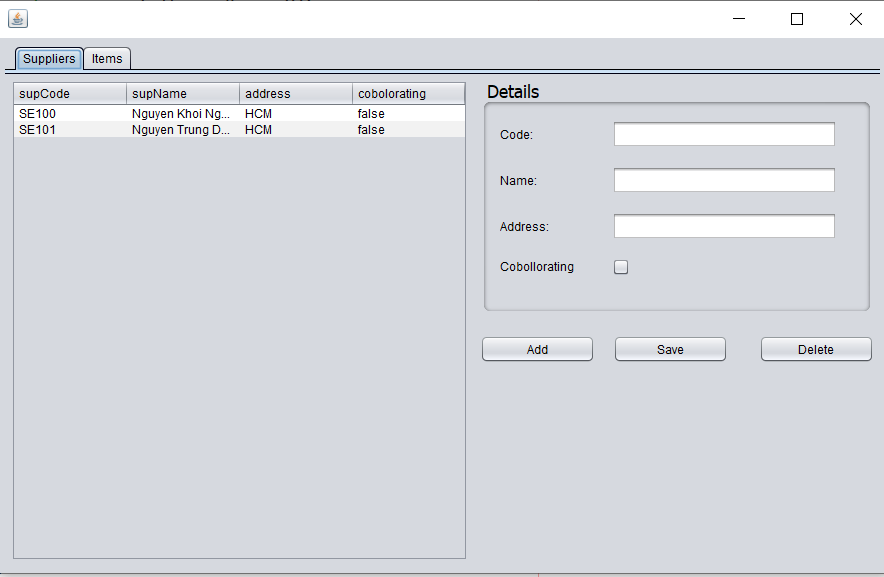 Suppliers Items
supCode supName address cobolorating
SE100 Nguyen Khoi Ng... HCM false
SE101 Nguyen Trung D... HCM false
Details
Code:
Name:
Address:
Cobollorating
Add Save Delete